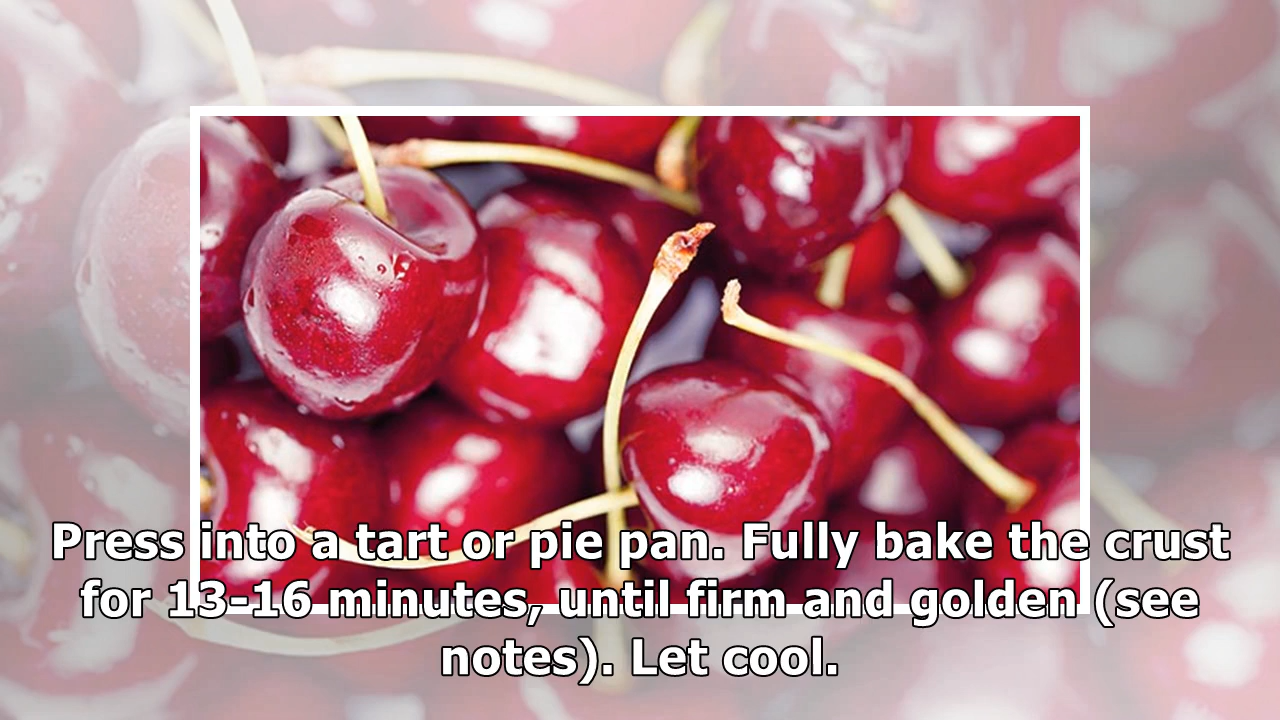 Press into a tart or pie pan. Fully bake the crust
for 13-16 minutes, until firm and golden (see
notes). Let cool.